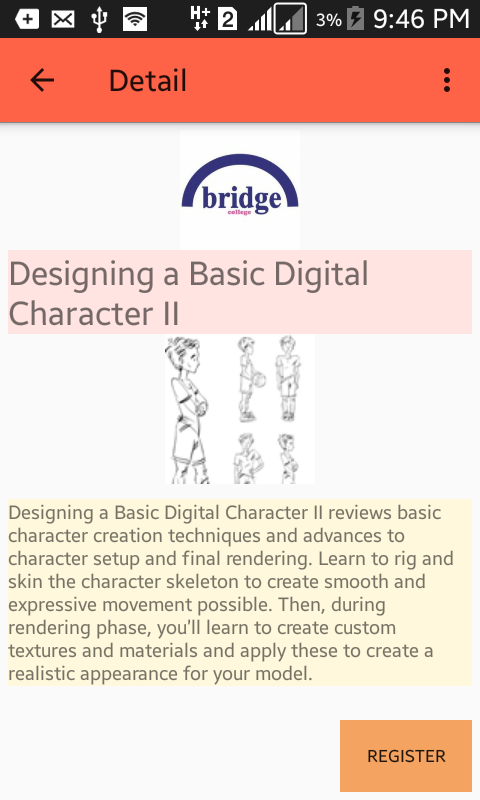 H+ 2 3% 9:46 PM
Detail
bridge
college
Designing a Basic Digital
Character II
Designing a Basic Digital Character II reviews basic
character creation techniques and advances to
character setup and final rendering. Learn to rig and
skin the character skeleton to create smooth and
expressive movement possible. Then, during
rendering phase, you'll learn to create custom
textures and materials and apply these to create a
realistic appearance for your model.
REGISTER